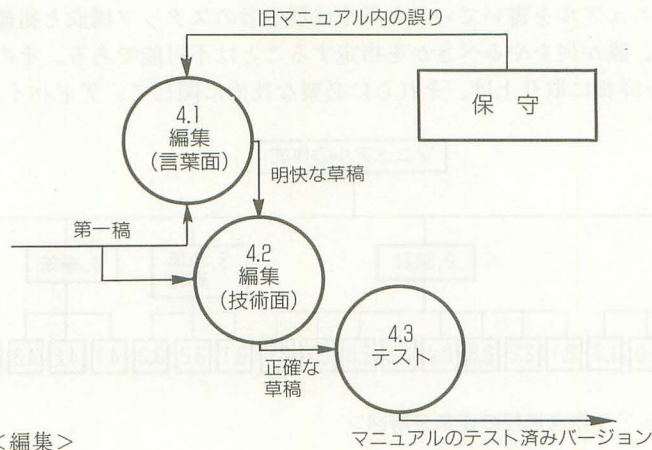 旧マニュアル内の誤り
保 守
4.1
編集
(言葉面)
明快な草稿
第一稿
4.2
編集
(技術面)
4.3
テスト
正確な
草稿
<編集>
マニュアルのテスト済みバージョン